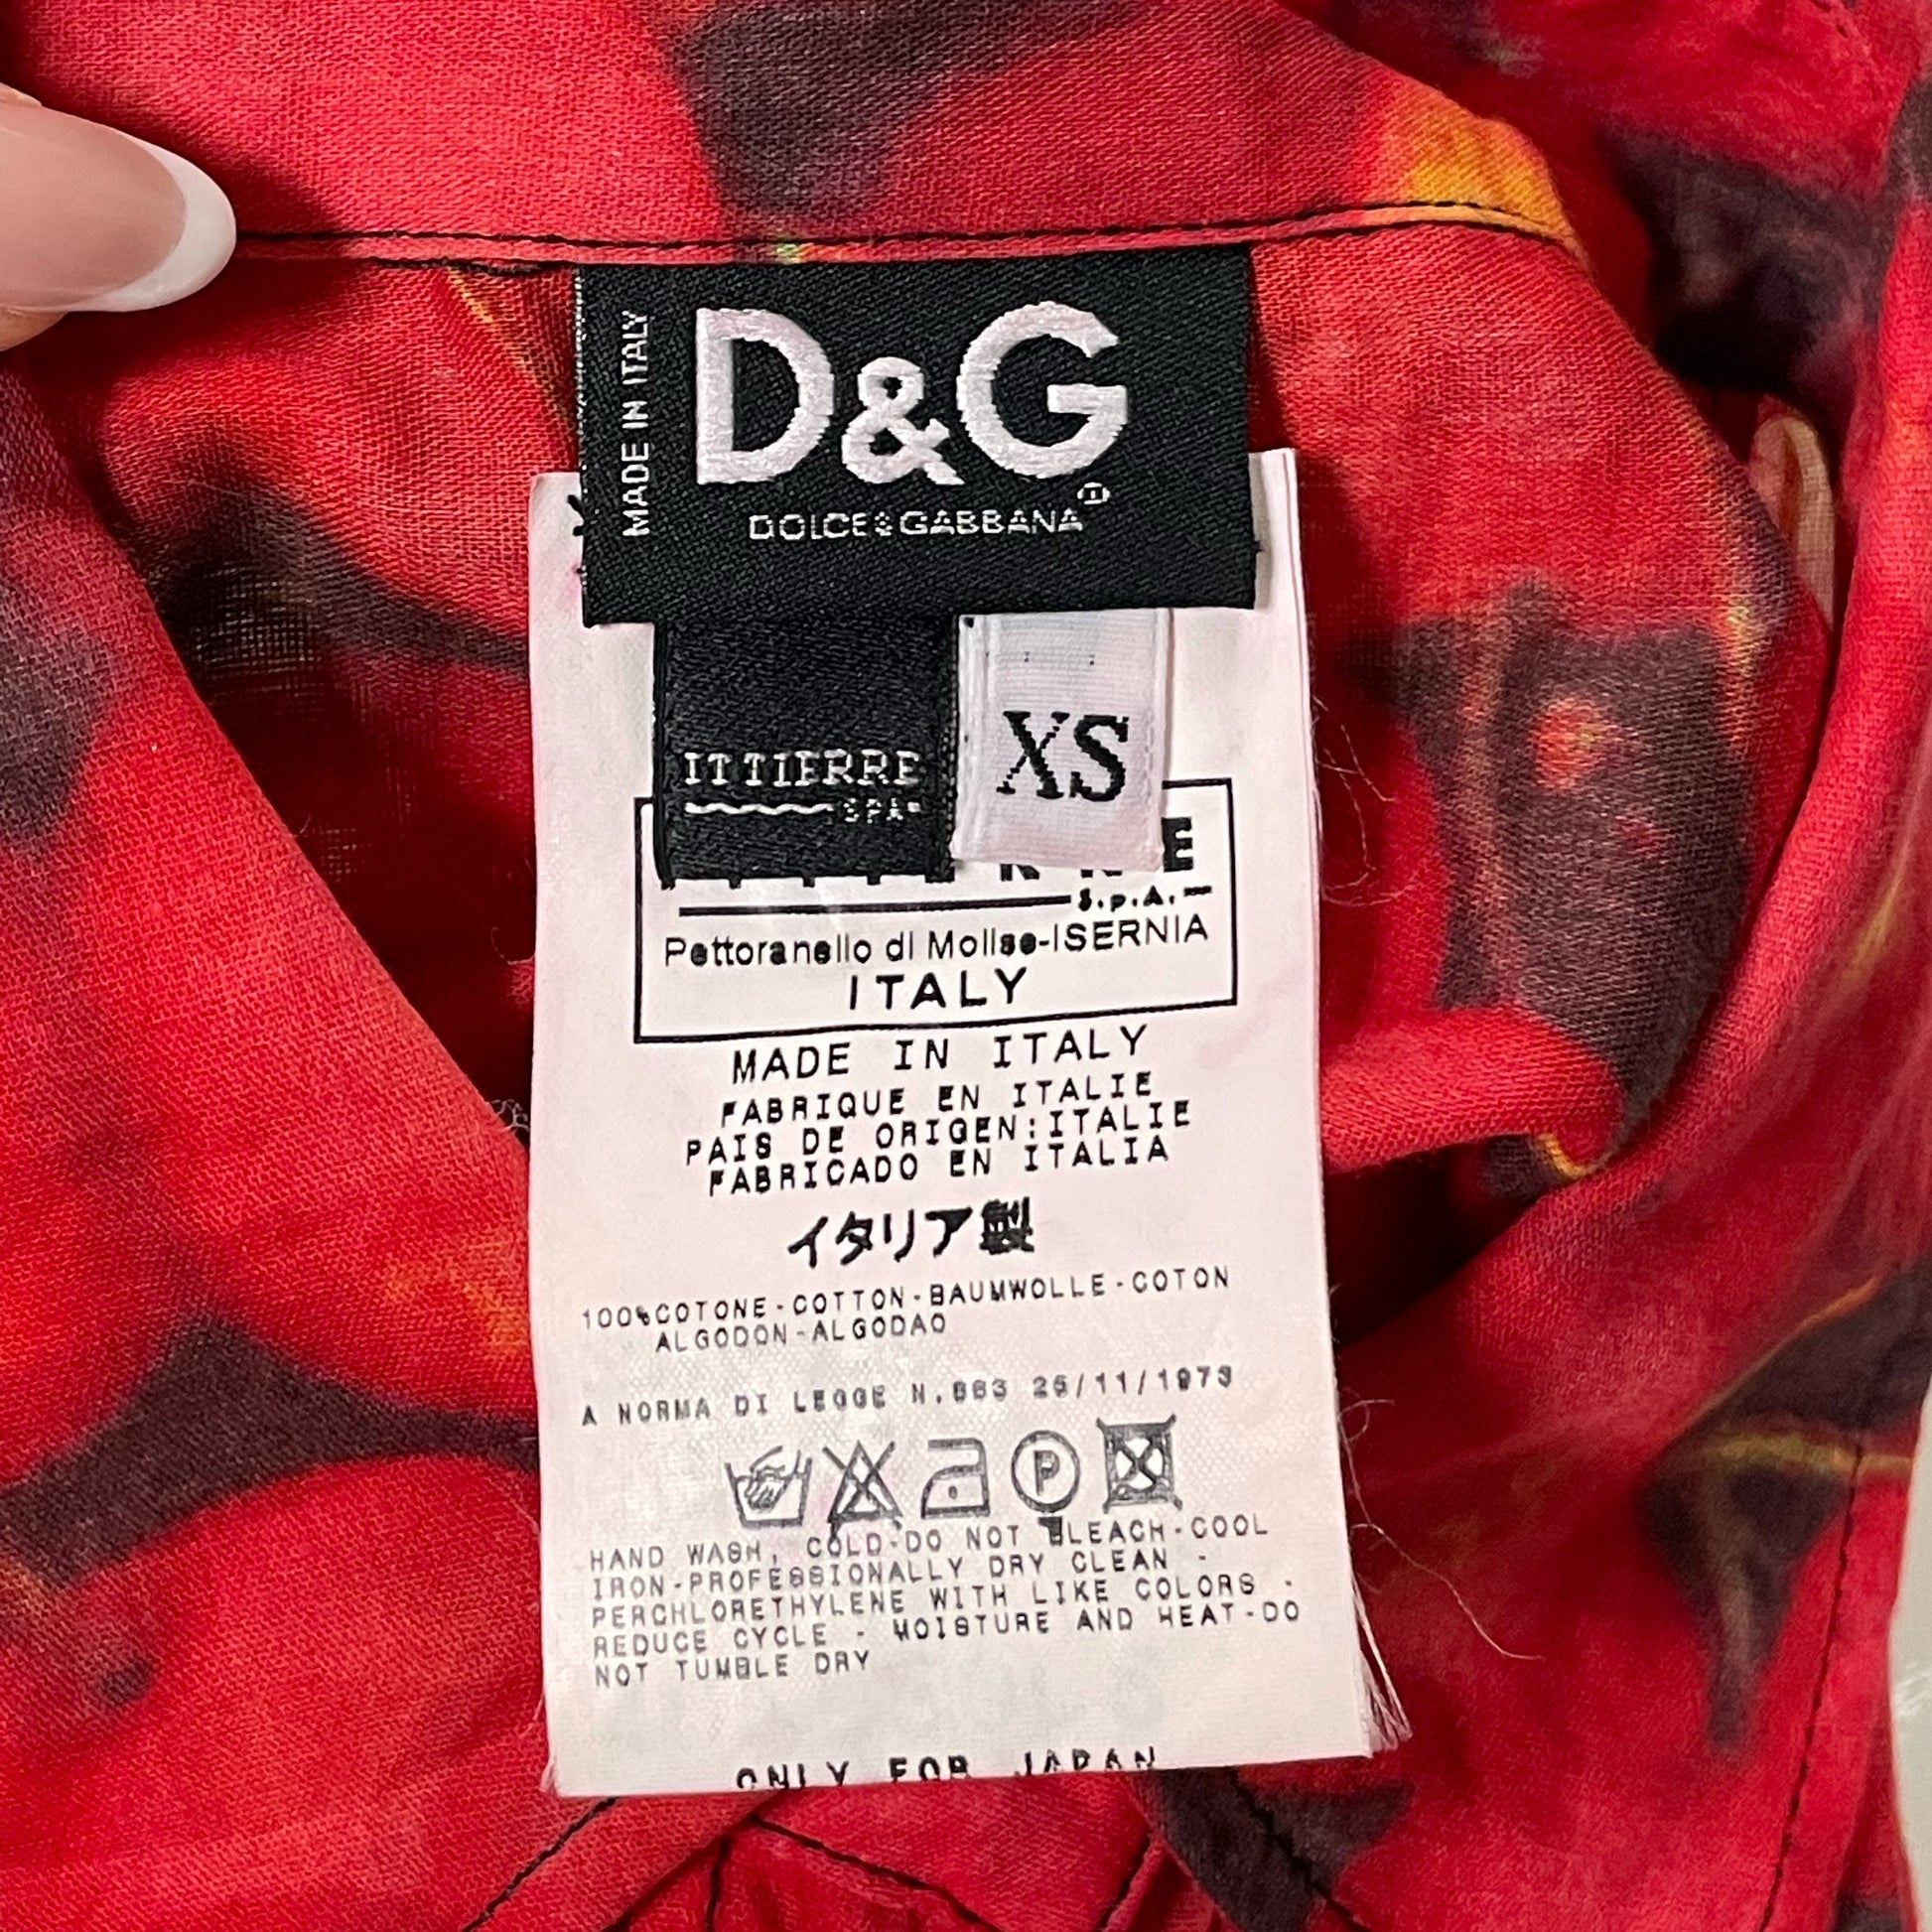 MADE IN ITALY
D&G
DOLCE&GABBANA
ITTIERRE
SPA
XS
S.p.A.
Pettoranello di Molise-ISERNIA
ITALY
MADE IN ITALY
FABRIQUE EN ITALIE
PAIS DE ORIGEN:ITALIE
FABRICADO EN ITALIA
イタリア製
100%COTONE-COTTON-BAUMWOLLE-COTON
ALGODON-ALGODAO
A NORMA DI LEGGE N.883 26/11/1973
P
HAND WASH, COLD-DO NOT BLEACH-COOL
IRON-PROFESSIONALLY DRY CLEAN -
PERCHLORETHYLENE WITH LIKE COLORS -
REDUCE CYCLE - MOISTURE AND HEAT-DO
NOT TUMBLE DRY
ONLY FOR JAPAN